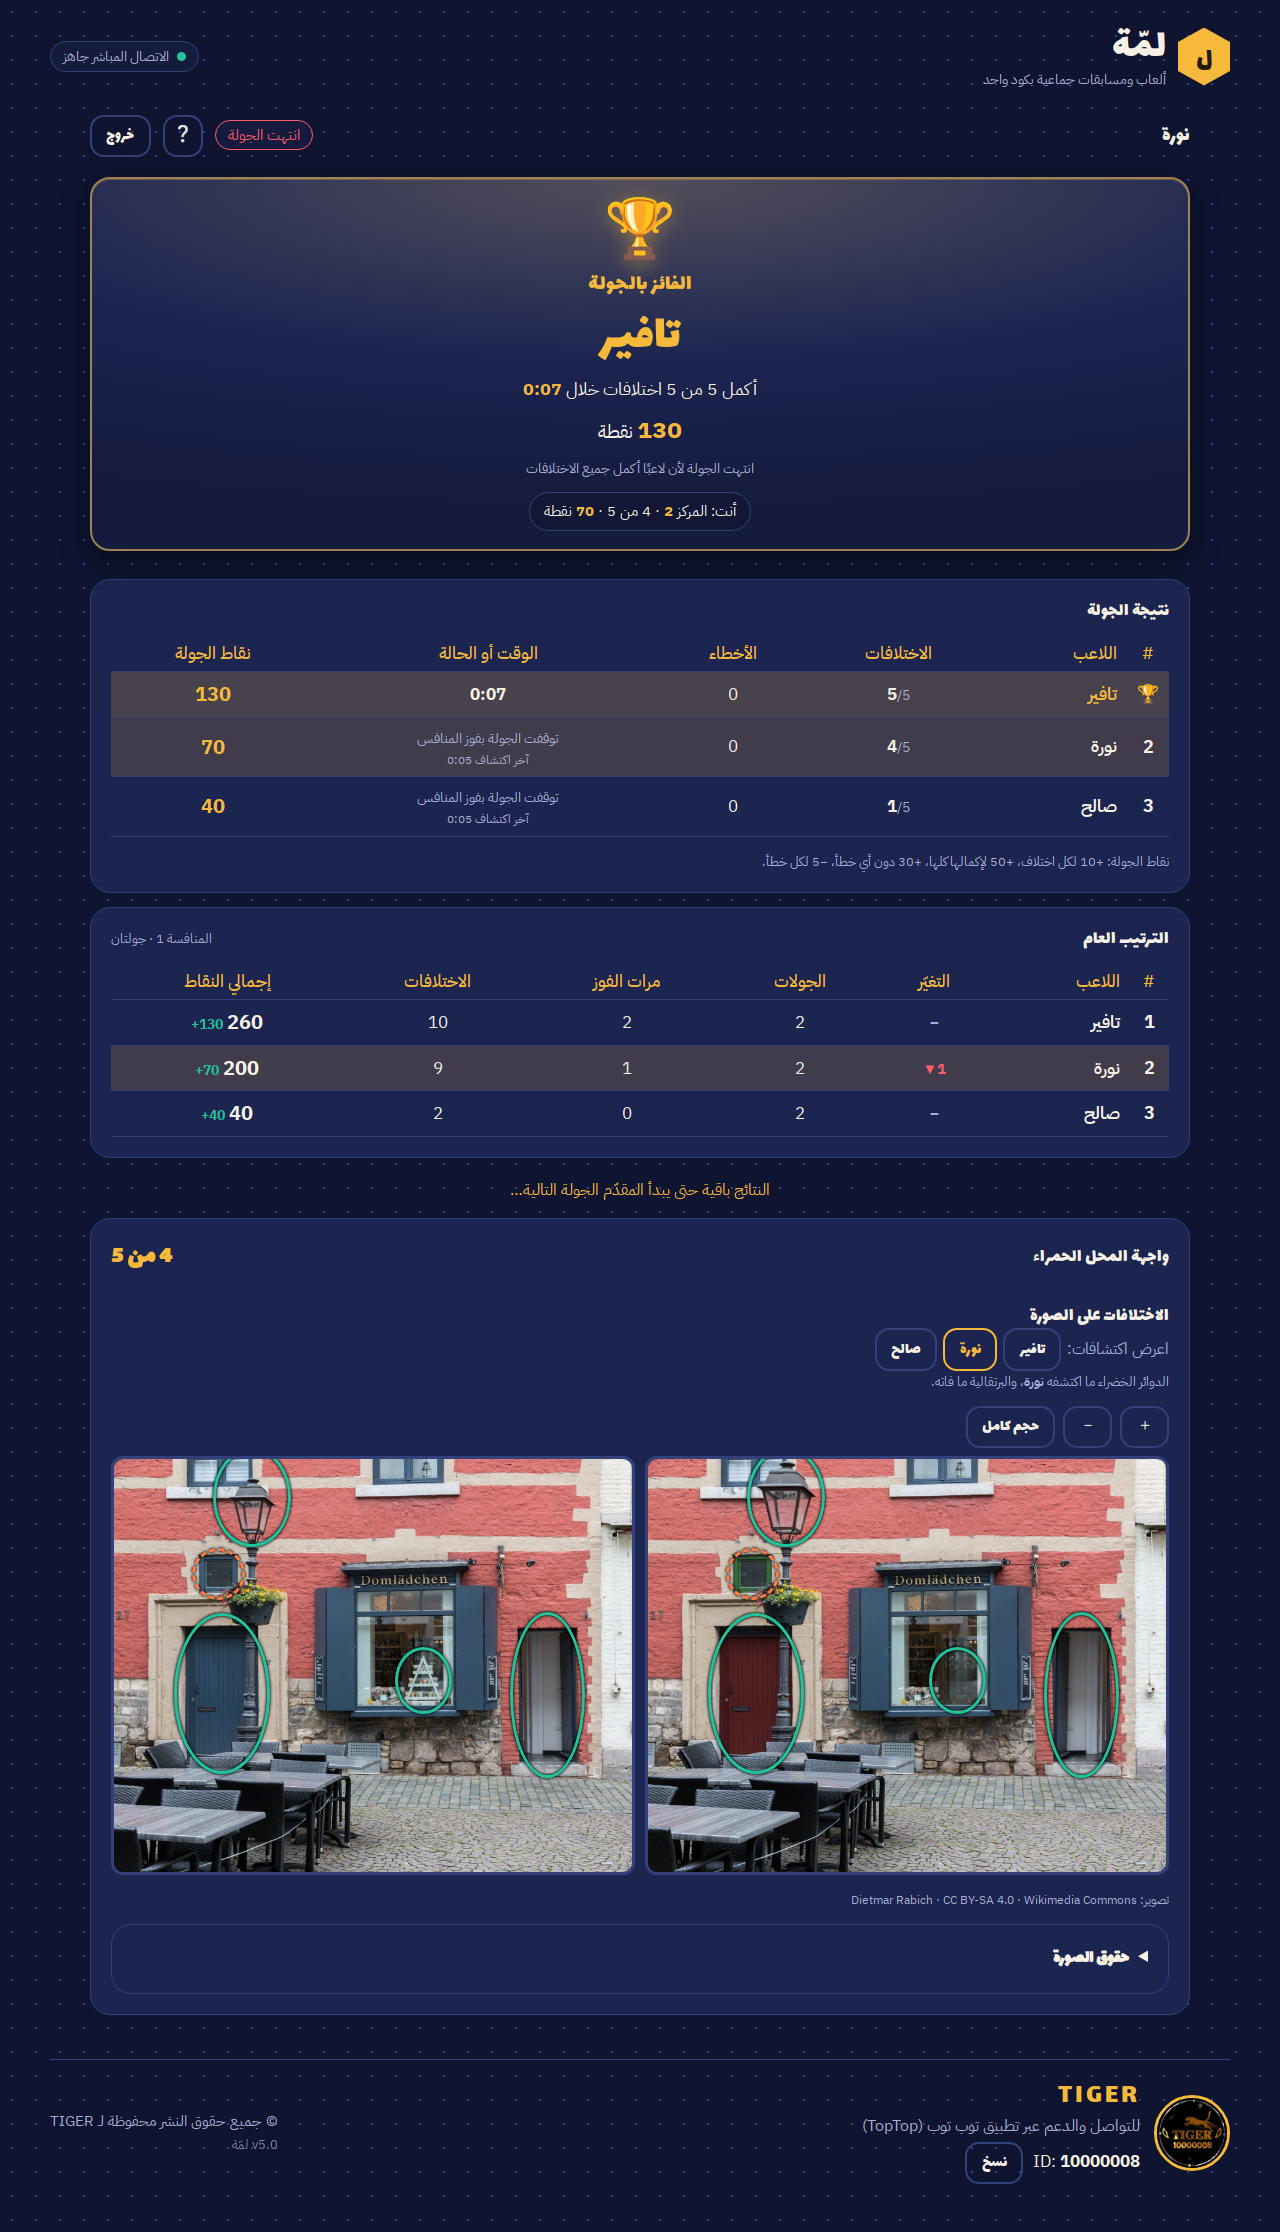 ل
لمّة
ألعاب ومسابقات جماعية بكود واحد
الاتصال المباشر جاهز
نورة
انتهت الجولة
?
خروج
الفائز بالجولة
تافير
أكمل 5 من 5 اختلافات خلال 0:07
130 نقطة
انتهت الجولة لأن لاعبًا أكمل جميع الاختلافات
أنت: المركز 2 · 4 من 5 · 70 نقطة
نتيجة الجولة
# اللاعب الاختلافات الأخطاء الوقت أو الحالة نقاط الجولة
تافير 5/5 0 0:07 130
2 نورة 4/5 0 توقفت الجولة بفوز المنافس 70
آخر اكتشاف 0:05
3 صالح 1/5 0 توقفت الجولة بفوز المنافس 40
آخر اكتشاف 0:05
نقاط الجولة: +10 لكل اختلاف، +50 لإكمالها كلها، +30 دون أي خطأ، −5 لكل خطأ.
الترتيب العام
المنافسة 1 · جولتان
# اللاعب التغيّر الجولات مرات الفوز الاختلافات إجمالي النقاط
1 تافير – 2 2 10 260 +130
2 نورة ▼1 2 1 9 200 +70
3 صالح – 2 0 2 40 +40
النتائج باقية حتى يبدأ المقدّم الجولة التالية...
واجهة المحل الحمراء
4 من 5
الاختلافات على الصورة
اعرض اكتشافات: تافير نورة صالح
الدوائر الخضراء ما اكتشفه نورة، والبرتقالية ما فاته.
+ − حجم كامل
Domlädchen
27
Domlädchen
27
تصوير: Dietmar Rabich · CC BY-SA 4.0 · Wikimedia Commons
حقوق الصورة
TIGER
10000008
TIGER
للتواصل والدعم عبر تطبيق توب توب (TopTop)
ID: 10000008
نسخ
© جميع حقوق النشر محفوظة لـ TIGER
لمّة v5.0